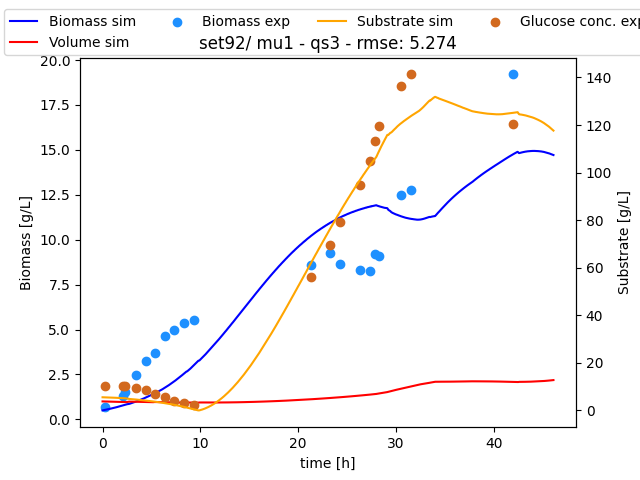 Biomass sim
Biomass exp
Substrate sim
Glucose conc. exp
Volume sim
set92/ mu1 - qs3 - rmse: 5.274
20.0
17.5
15.0
12.5
10.0
7.5
5.0
2.5
0.0
Biomass [g/L]
140
120
100
80
60
40
20
0
Substrate [g/L]
0
10
20
30
40
time [h]